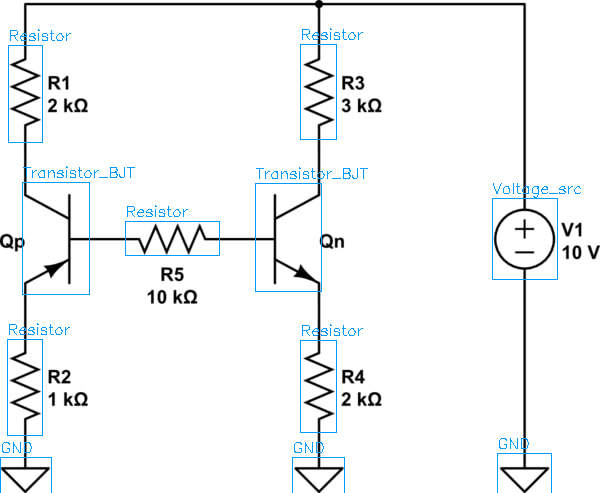 Resistor
Resistor
R1
2 kΩ
R3
3 kΩ
Transistor_BJT
Transistor_BJT
Voltage_src
Resistor
Qp
Qn
V1
10 V
R5
10 kΩ
Resistor
Resistor
R2
1 kΩ
R4
2 kΩ
GND
GND
GND